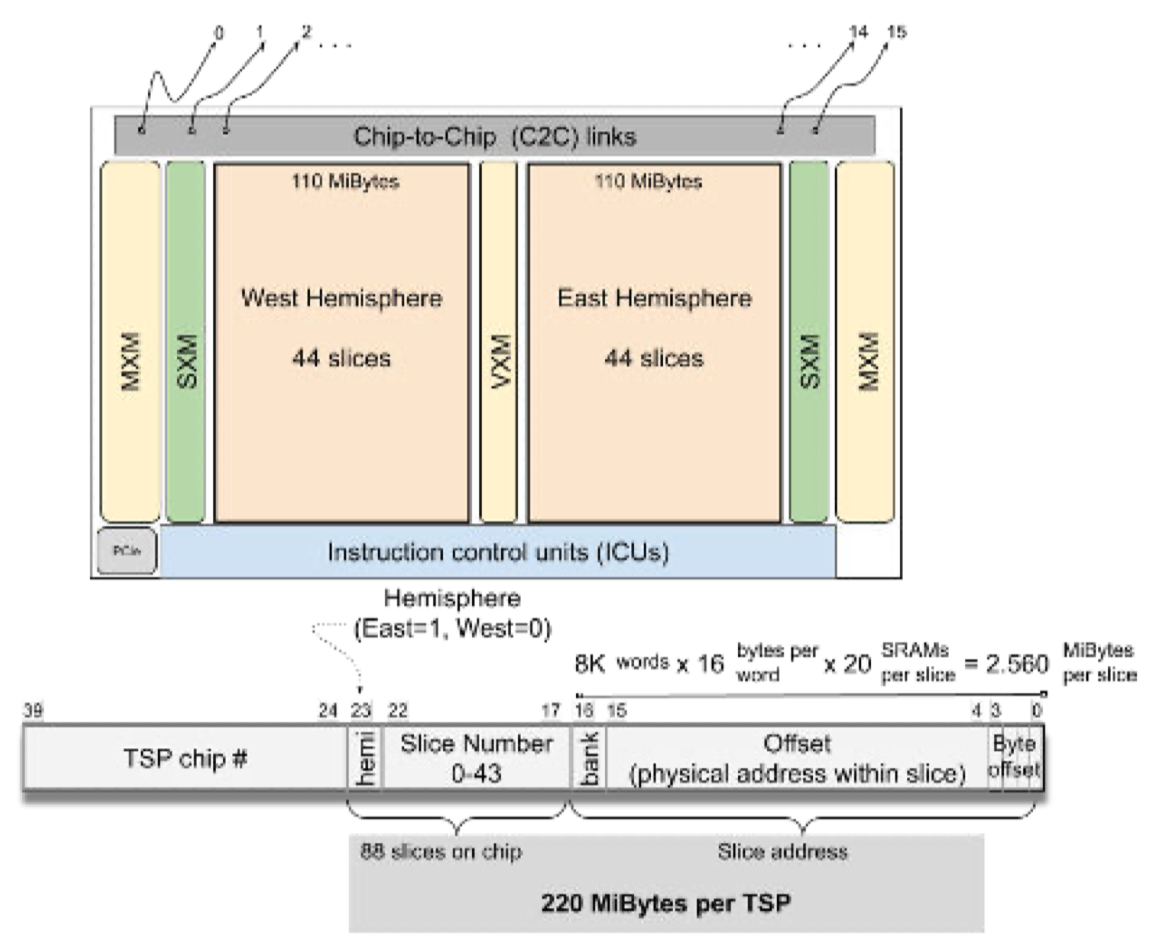 0 1 2 . . . . . . 14 15
Chip-to-Chip (C2C) links
110 MiBytes 110 MiBytes
West Hemisphere East Hemisphere
44 slices 44 slices
MXM SXM VXM SXM MXM
PCIe Instruction control units (ICUs)
Hemisphere
(East=1, West=0)
8K words x 16 bytes per word x 20 SRAMs per slice = 2.560 MiBytes per slice
39 24 23 22 17 16 15 4 3 0
TSP chip # hemi Slice Number bank Offset Byte
0-43 (physical address within slice) offset
88 slices on chip Slice address
220 MiBytes per TSP